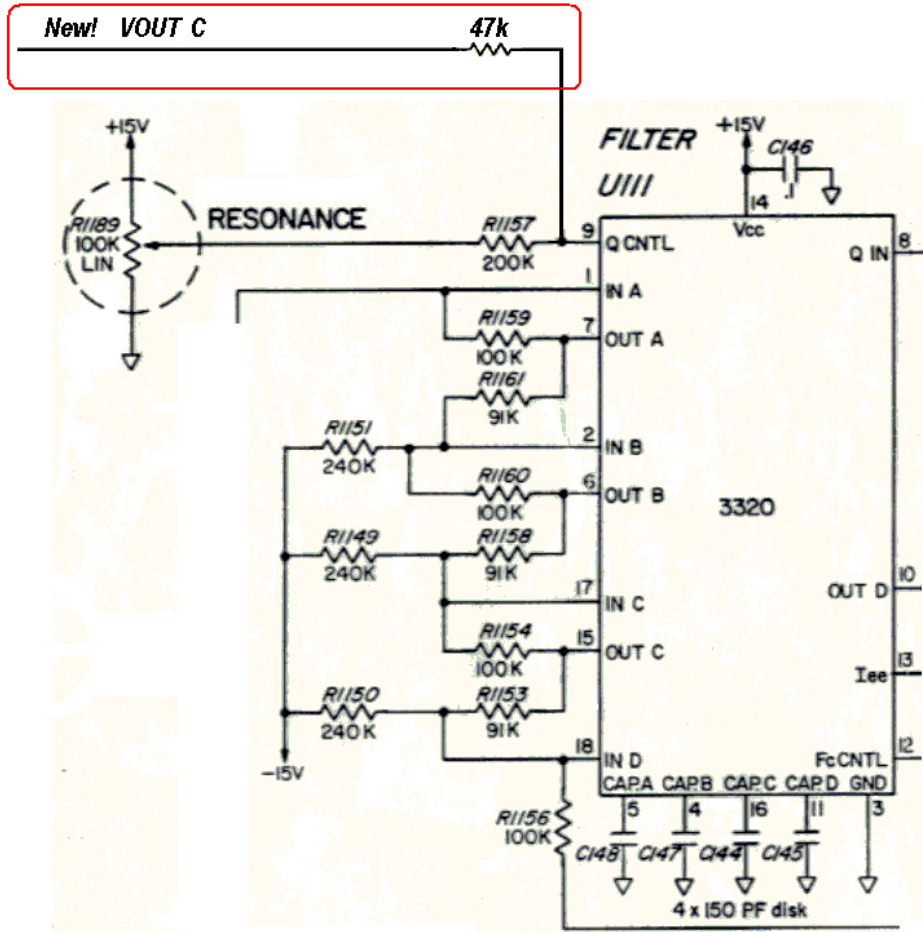 New! VOUT C 47k
+15V
R1189
100K
LIN
RESONANCE
R1157
200K
FILTER
U111
+15V
C146
.1
14
Vcc
9
Q CNTL
8
Q IN
1
IN A
R1159
100K
7
OUT A
R1161
91K
R1151
240K
2
IN B
R1160
100K
6
OUT B
3320
R1149
240K
R1158
91K
17
IN C
10
OUT D
R1154
100K
15
OUT C
13
Iee
R1150
240K
R1153
91K
-15V
18
IN D
12
FcCNTL
CAP.A CAP.B CAP.C CAP.D GND
5 4 16 11 3
R1156
100K
C148 C147 C144 C145
4 x 150 PF disk